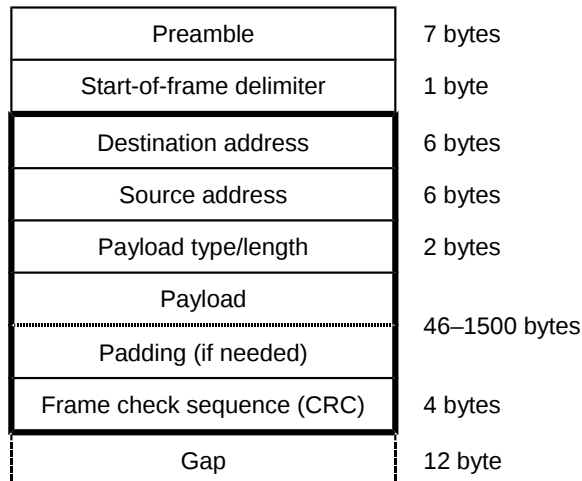 Preamble 7 bytes
Start-of-frame delimiter 1 byte
Destination address 6 bytes
Source address 6 bytes
Payload type/length 2 bytes
Payload
46–1500 bytes
Padding (if needed)
Frame check sequence (CRC) 4 bytes
Gap 12 byte